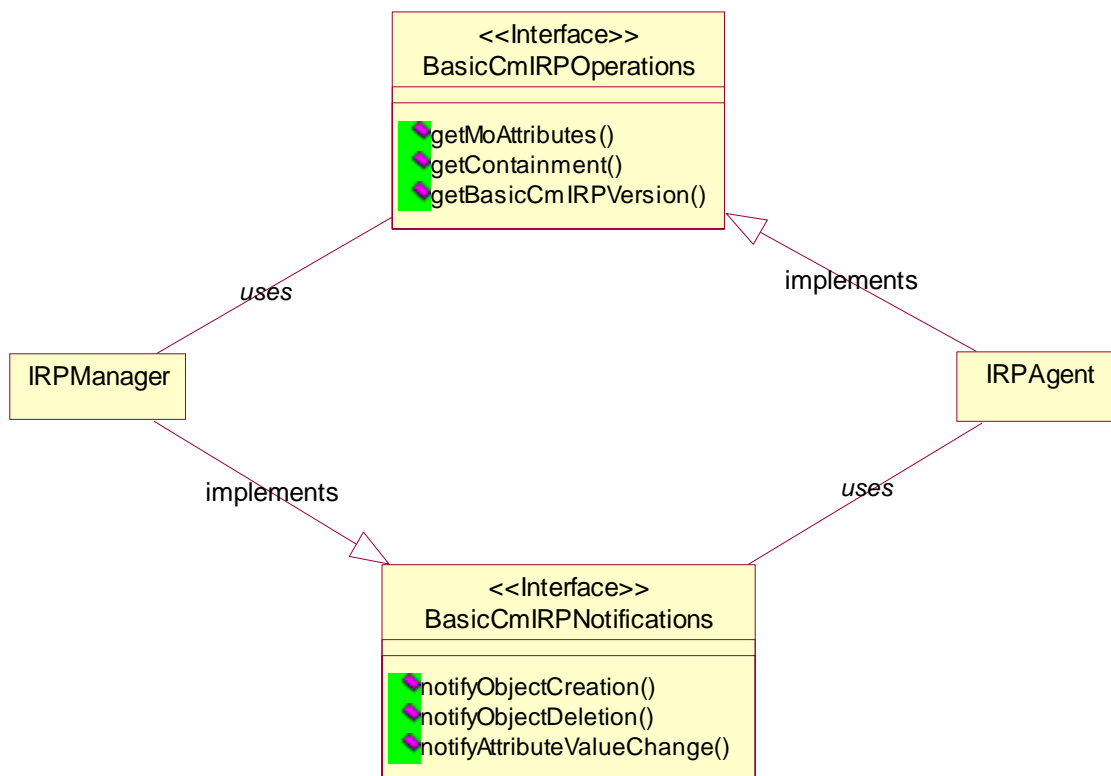 <<Interface>>
BasicCmIRPOperations
getMoAttributes()
getContainment()
getBasicCmIRPVersion()
uses
implements
IRPManager
IRPAgent
implements
uses
<<Interface>>
BasicCmIRPNotifications
notifyObjectCreation()
notifyObjectDeletion()
notifyAttributeValueChange()